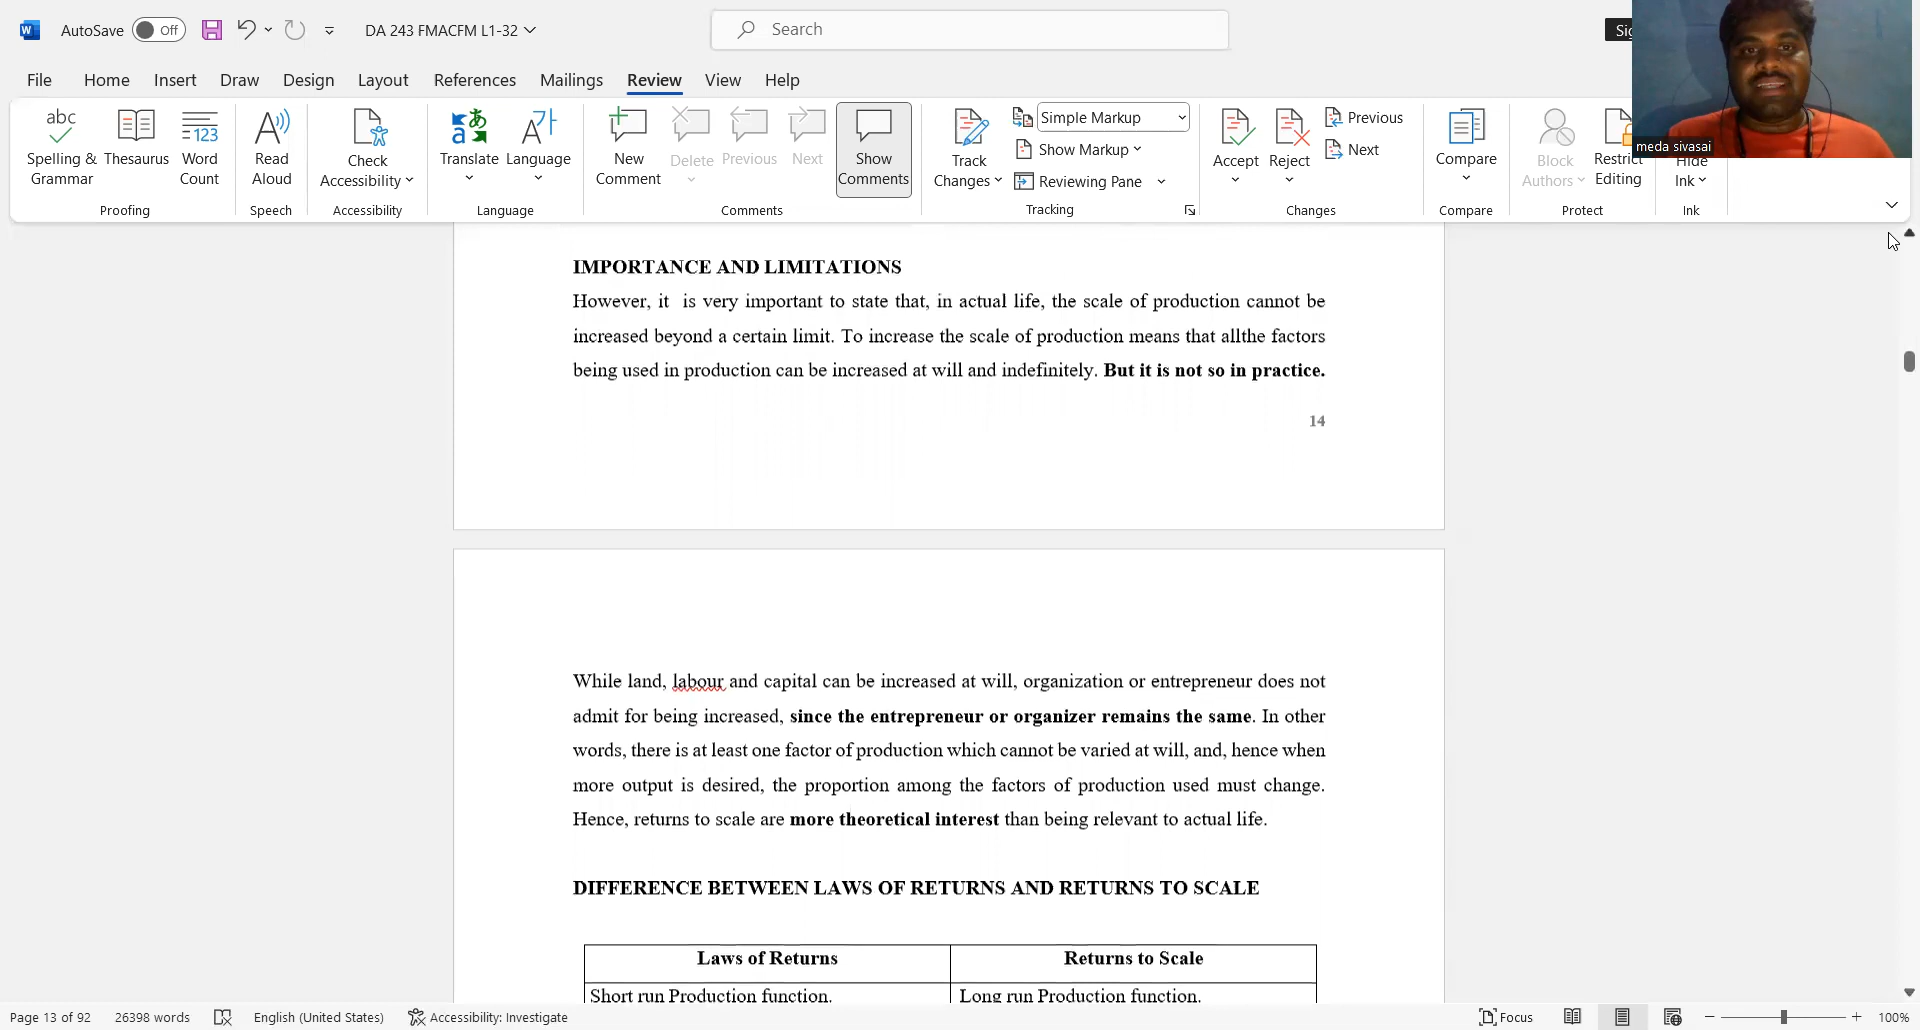 AutoSave Off DA 243 FMACFM L1-32 Search
File Home Insert Draw Design Layout References Mailings Review View Help
abc
Spelling & Grammar
Thesaurus
123
Word Count
Read Aloud
Check Accessibility
Translate
Language
New Comment
Delete
Previous
Next
Show Comments
Track Changes
Simple Markup
Show Markup
Reviewing Pane
Accept
Reject
Previous
Next
Compare
Block Authors
Restrict Editing
Hide Ink
meda sivasai
Proofing Speech Accessibility Language Comments Tracking Changes Compare Protect Ink
IMPORTANCE AND LIMITATIONS
However, it is very important to state that, in actual life, the scale of production cannot be
increased beyond a certain limit. To increase the scale of production means that allthe factors
being used in production can be increased at will and indefinitely. But it is not so in practice.
14
While land, labour and capital can be increased at will, organization or entrepreneur does not
admit for being increased, since the entrepreneur or organizer remains the same. In other
words, there is at least one factor of production which cannot be varied at will, and, hence when
more output is desired, the proportion among the factors of production used must change.
Hence, returns to scale are more theoretical interest than being relevant to actual life.
DIFFERENCE BETWEEN LAWS OF RETURNS AND RETURNS TO SCALE
Laws of Returns Returns to Scale
Short run Production function. Long run Production function.
Page 13 of 92 26398 words English (United States) Accessibility: Investigate Focus 100%